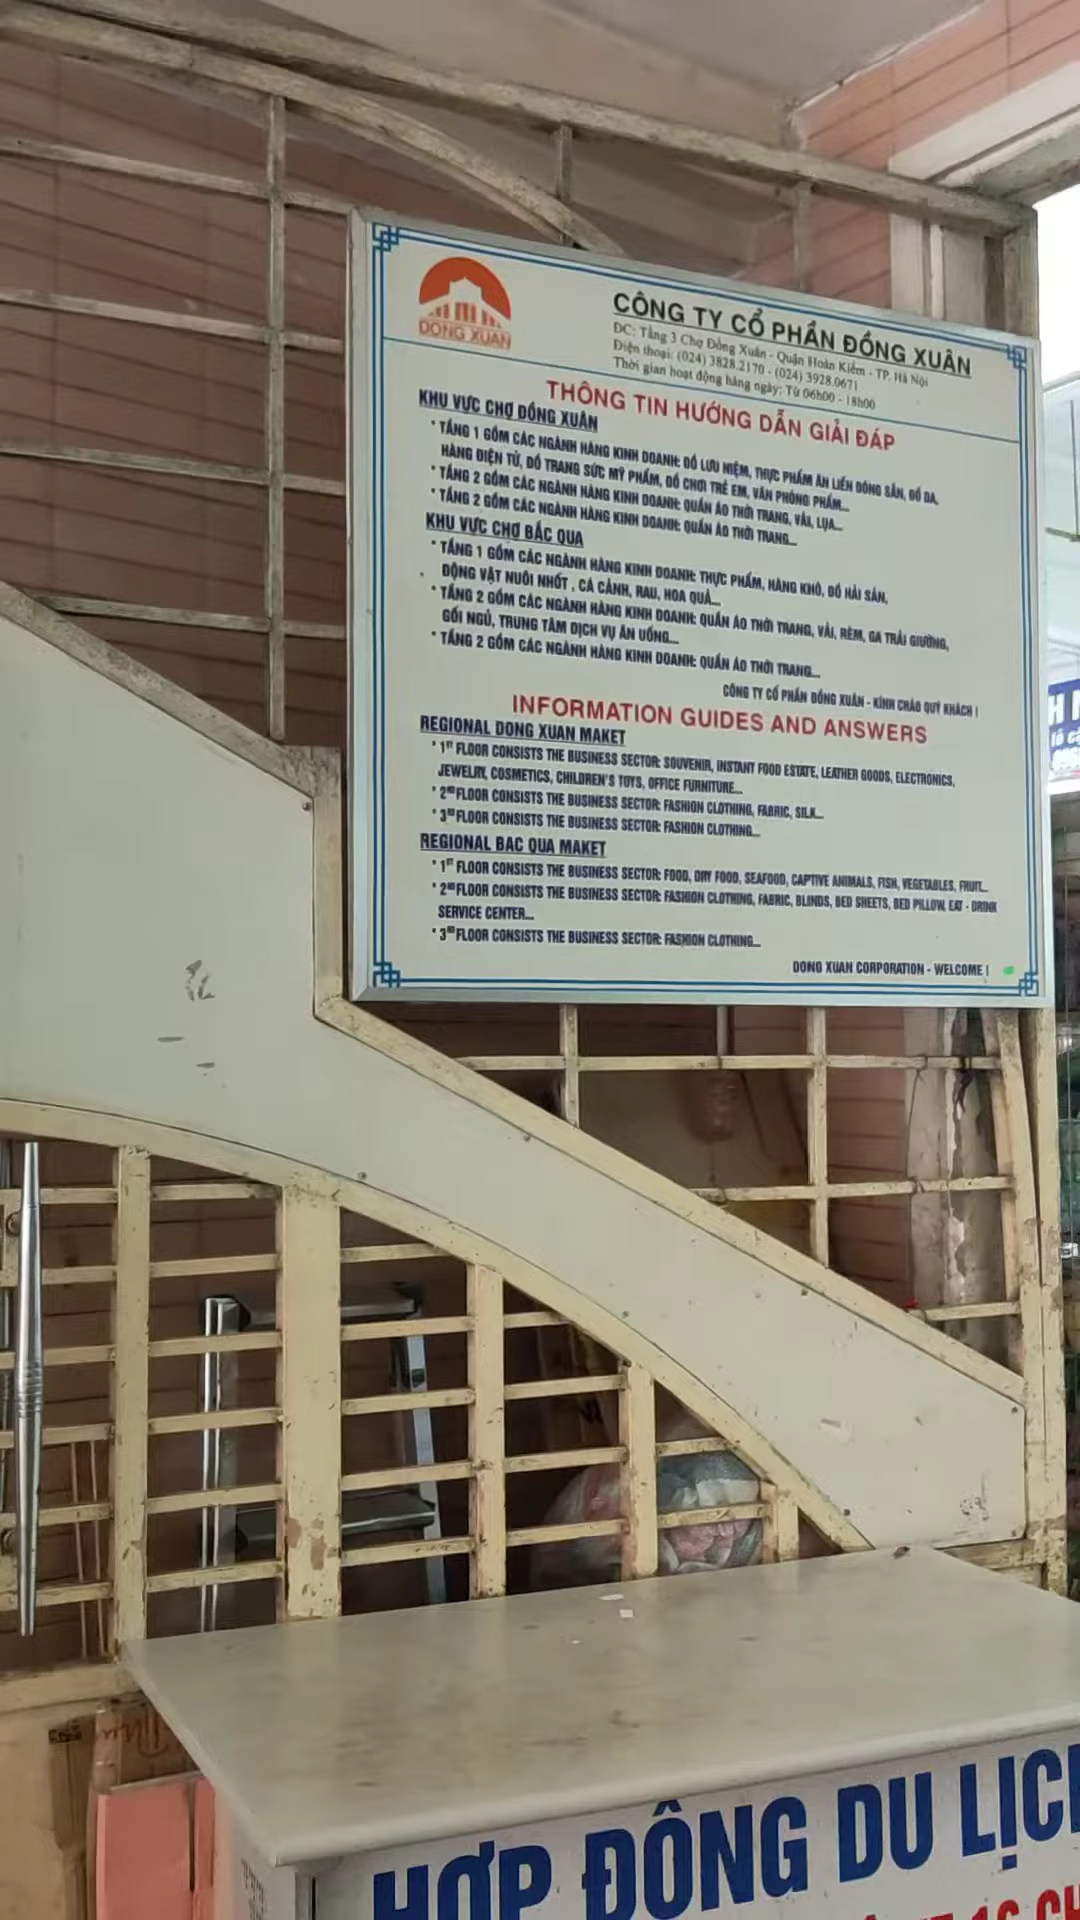 DONG XUAN
CÔNG TY CỔ PHẦN ĐỒNG XUÂN
ĐC: Tầng 3 Chợ Đồng Xuân - Quận Hoàn Kiếm - TP. Hà Nội
Điện thoại: (024) 3828.2170 - (024) 3928.0671
Thời gian hoạt động hàng ngày: Từ 06h00 - 18h00
THÔNG TIN HƯỚNG DẪN GIẢI ĐÁP
KHU VỰC CHỢ ĐỒNG XUÂN
* TẦNG 1 GỒM CÁC NGÀNH HÀNG KINH DOANH: ĐỒ LƯU NIỆM, THỰC PHẨM ĂN LIỀN ĐÓNG SẴN, ĐỒ DA,
HÀNG ĐIỆN TỬ, ĐỒ TRANG SỨC MỸ PHẨM, ĐỒ CHƠI TRẺ EM, VĂN PHÒNG PHẨM...
* TẦNG 2 GỒM CÁC NGÀNH HÀNG KINH DOANH: QUẦN ÁO THỜI TRANG, VẢI, LỤA...
* TẦNG 2 GỒM CÁC NGÀNH HÀNG KINH DOANH: QUẦN ÁO THỜI TRANG...
KHU VỰC CHỢ BẮC QUA
* TẦNG 1 GỒM CÁC NGÀNH HÀNG KINH DOANH: THỰC PHẨM, HÀNG KHÔ, ĐỒ HẢI SẢN,
ĐỘNG VẬT NUÔI NHỐT , CÁ CẢNH, RAU, HOA QUẢ...
* TẦNG 2 GỒM CÁC NGÀNH HÀNG KINH DOANH: QUẦN ÁO THỜI TRANG, VẢI, RÈM, GA TRẢI GIƯỜNG,
GỐI NGỦ, TRUNG TÂM DỊCH VỤ ĂN UỐNG...
* TẦNG 2 GỒM CÁC NGÀNH HÀNG KINH DOANH: QUẦN ÁO THỜI TRANG...
CÔNG TY CỔ PHẦN ĐỒNG XUÂN - KÍNH CHÀO QUÝ KHÁCH !
INFORMATION GUIDES AND ANSWERS
REGIONAL DONG XUAN MAKET
* 1ST FLOOR CONSISTS THE BUSINESS SECTOR: SOUVENIR, INSTANT FOOD ESTATE, LEATHER GOODS, ELECTRONICS,
JEWELRY, COSMETICS, CHILDREN'S TOYS, OFFICE FURNITURE...
* 2ND FLOOR CONSISTS THE BUSINESS SECTOR: FASHION CLOTHING, FABRIC, SILK...
* 3RD FLOOR CONSISTS THE BUSINESS SECTOR: FASHION CLOTHING...
REGIONAL BAC QUA MAKET
* 1ST FLOOR CONSISTS THE BUSINESS SECTOR: FOOD, DRY FOOD, SEAFOOD, CAPTIVE ANIMALS, FISH, VEGETABLES, FRUIT...
* 2ND FLOOR CONSISTS THE BUSINESS SECTOR: FASHION CLOTHING, FABRIC, BLINDS, BED SHEETS, BED PILLOW, EAT - DRINK
SERVICE CENTER...
* 3RD FLOOR CONSISTS THE BUSINESS SECTOR: FASHION CLOTHING...
DONG XUAN CORPORATION - WELCOME !
HỢP ĐỒNG DU LỊCH
16